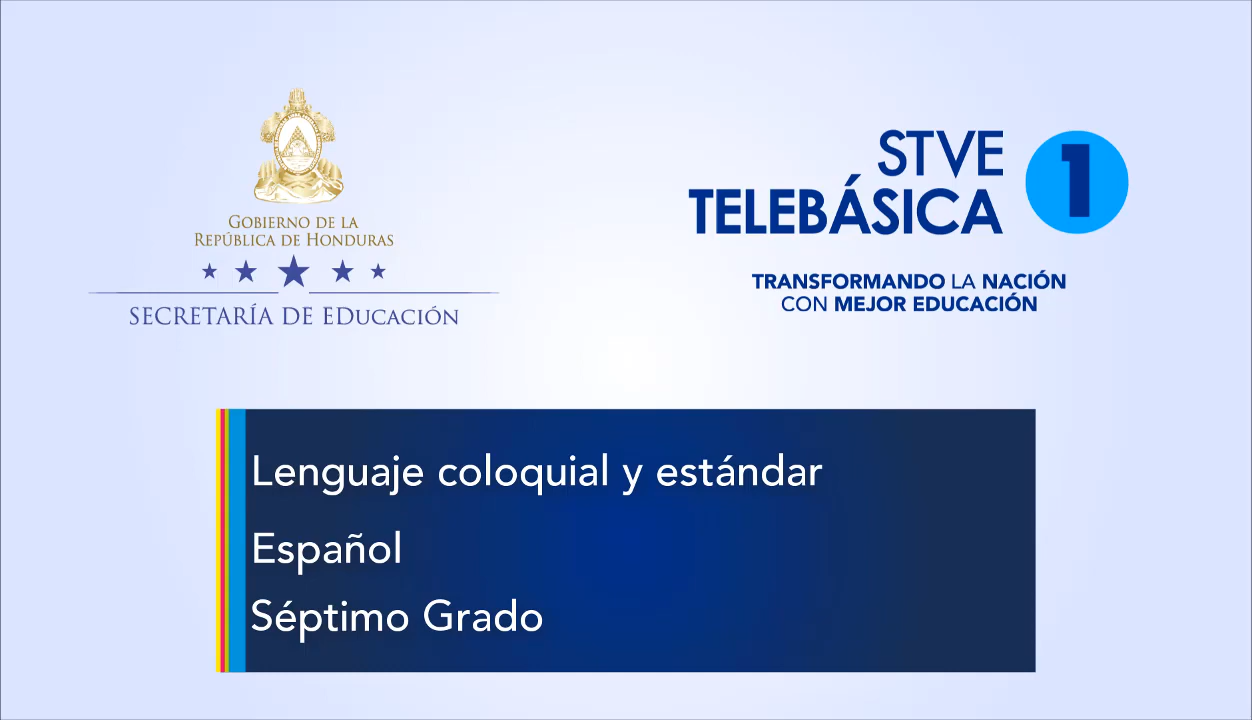 GOBIERNO DE LA
REPÚBLICA DE HONDURAS
SECRETARÍA DE EDUCACIÓN
STVE
TELEBÁSICA 1
TRANSFORMANDO LA NACIÓN
CON MEJOR EDUCACIÓN
Lenguaje coloquial y estándar
Español
Séptimo Grado